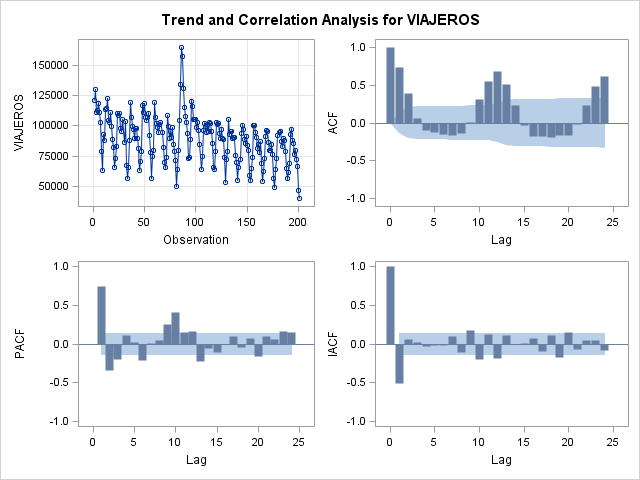 Trend and Correlation Analysis for VIAJEROS
VIAJEROS
150000
125000
100000
75000
50000
0 50 100 150 200
Observation
ACF
1.0
0.5
0.0
-0.5
-1.0
0 5 10 15 20 25
Lag
PACF
1.0
0.5
0.0
-0.5
-1.0
0 5 10 15 20 25
Lag
IACF
1.0
0.5
0.0
-0.5
-1.0
0 5 10 15 20 25
Lag